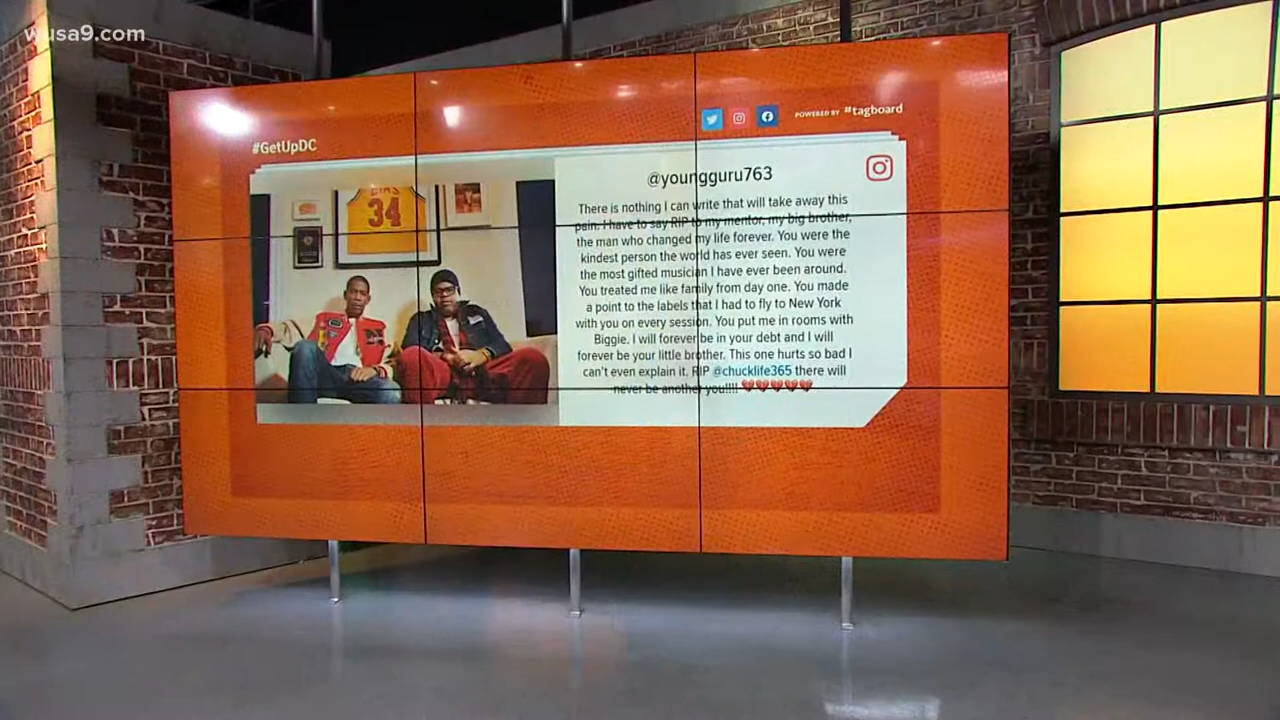 wusa9.com
#GetUpDC
POWERED BY #tagboard
@youngguru763
There is nothing I can write that will take away this
pain. I have to say RIP to my mentor, my big brother,
the man who changed my life forever. You were the
kindest person the world has ever seen. You were
the most gifted musician I have ever been around.
You treated me like family from day one. You made
a point to the labels that I had to fly to New York
with you on every session. You put me in rooms with
Biggie. I will forever be in your debt and I will
forever be your little brother. This one hurts so bad I
can't even explain it. RIP @chucklife365 there will
never be another you!!!! 💔💔💔💔💔
34